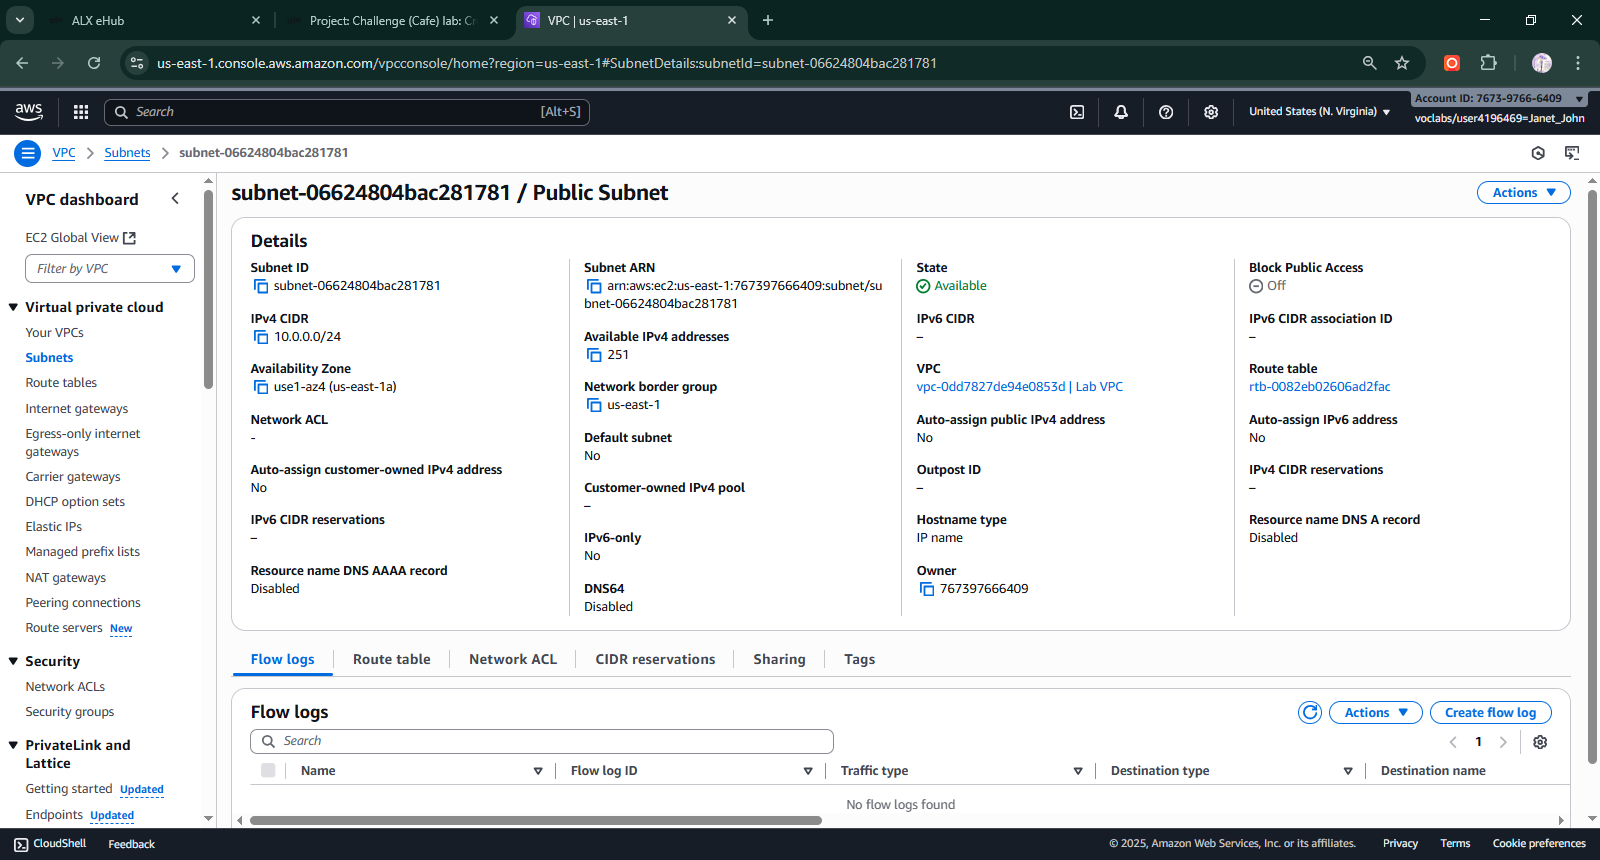 ALX eHub
Project: Challenge (Cafe) lab: Cr
VPC | us-east-1
us-east-1.console.aws.amazon.com/vpcconsole/home?region=us-east-1#SubnetDetails:subnetId=subnet-06624804bac281781
aws
Search
[Alt+S]
United States (N. Virginia)
Account ID: 7673-9766-6409
voclabs/user4196469=Janet_John
VPC
Subnets
subnet-06624804bac281781
VPC dashboard
EC2 Global View
Filter by VPC
Virtual private cloud
Your VPCs
Subnets
Route tables
Internet gateways
Egress-only internet
gateways
Carrier gateways
DHCP option sets
Elastic IPs
Managed prefix lists
NAT gateways
Peering connections
Route servers New
Security
Network ACLs
Security groups
PrivateLink and
Lattice
Getting started Updated
Endpoints Updated
subnet-06624804bac281781 / Public Subnet
Actions
Details
Subnet ID
subnet-06624804bac281781
IPv4 CIDR
10.0.0.0/24
Availability Zone
use1-az4 (us-east-1a)
Network ACL
-
Auto-assign customer-owned IPv4 address
No
IPv6 CIDR reservations
–
Resource name DNS AAAA record
Disabled
Subnet ARN
arn:aws:ec2:us-east-1:767397666409:subnet/su
bnet-06624804bac281781
Available IPv4 addresses
251
Network border group
us-east-1
Default subnet
No
Customer-owned IPv4 pool
–
IPv6-only
No
DNS64
Disabled
State
Available
IPv6 CIDR
–
VPC
vpc-0dd7827de94e0853d | Lab VPC
Auto-assign public IPv4 address
No
Outpost ID
–
Hostname type
IP name
Owner
767397666409
Block Public Access
Off
IPv6 CIDR association ID
–
Route table
rtb-0082eb02606ad2fac
Auto-assign IPv6 address
No
IPv4 CIDR reservations
–
Resource name DNS A record
Disabled
Flow logs
Route table
Network ACL
CIDR reservations
Sharing
Tags
Flow logs
Actions
Create flow log
Search
1
Name
Flow log ID
Traffic type
Destination type
Destination name
No flow logs found
CloudShell
Feedback
© 2025, Amazon Web Services, Inc. or its affiliates.
Privacy
Terms
Cookie preferences